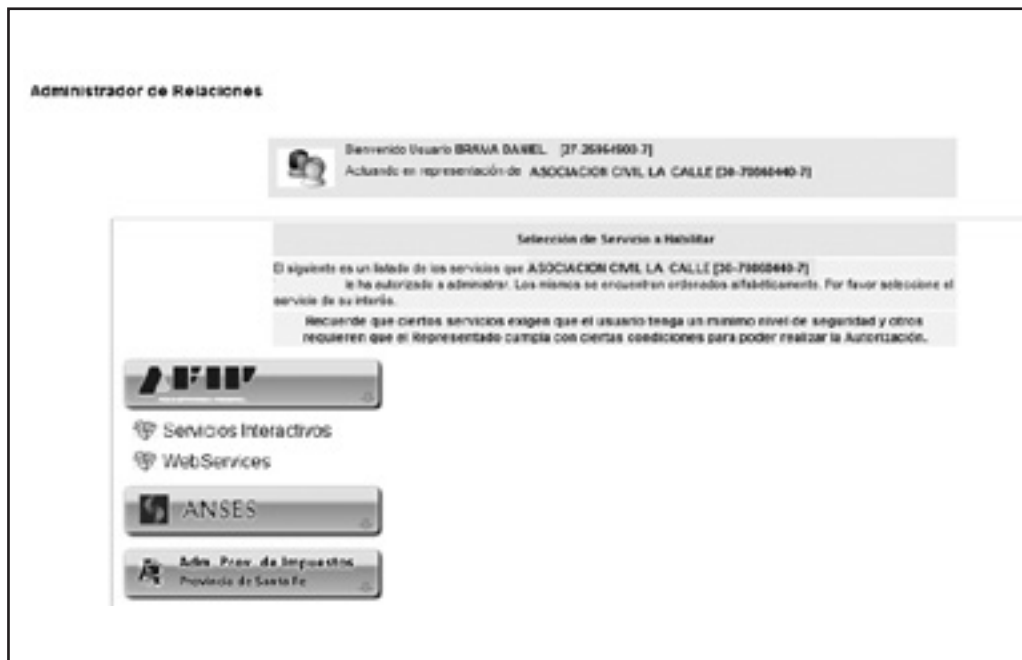 Administrador de Relaciones
Bienvenido Usuario DANIEL
Actuando en representación de ASOCIACION CIVIL LA CALLE
Selección de Servicio a Habilitar
El siguiente es un listado de los servicios que ASOCIACION CIVIL LA CALLE
le ha autorizado a administrar. Los mismos se encuentran ordenados alfabéticamente. Por favor seleccione el
servicio de su interés.
Recuerde que ciertos servicios exigen que el usuario tenga un mínimo nivel de seguridad y otros
requieren que el Representado cumpla con ciertas condiciones para poder realizar la Autorización.
AFIP
Servicios Interactivos
WebServices
ANSES
Adm. Prov. de Impuestos
Provincia de Santa Fe